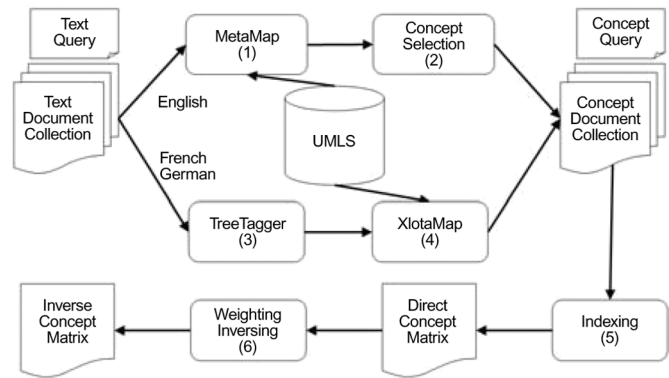 Text
Query
Text
Document
Collection
English
French
German
MetaMap
(1)
Concept
Selection
(2)
UMLS
TreeTagger
(3)
XlotaMap
(4)
Concept
Query
Concept
Document
Collection
Indexing
(5)
Direct
Concept
Matrix
Weighting
Inversing
(6)
Inverse
Concept
Matrix